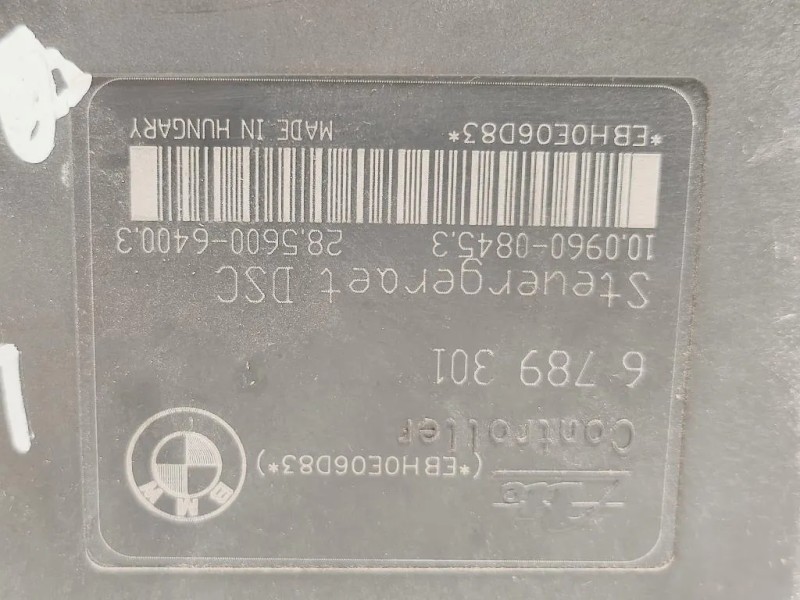 Ate
(*EBH0E06D83*)
BMW
Controller
6 789 301
Steuergeraet DSC
10.0960-0845.3 28.5600-6400.3
*EBH0E06D83* MADE IN HUNGARY